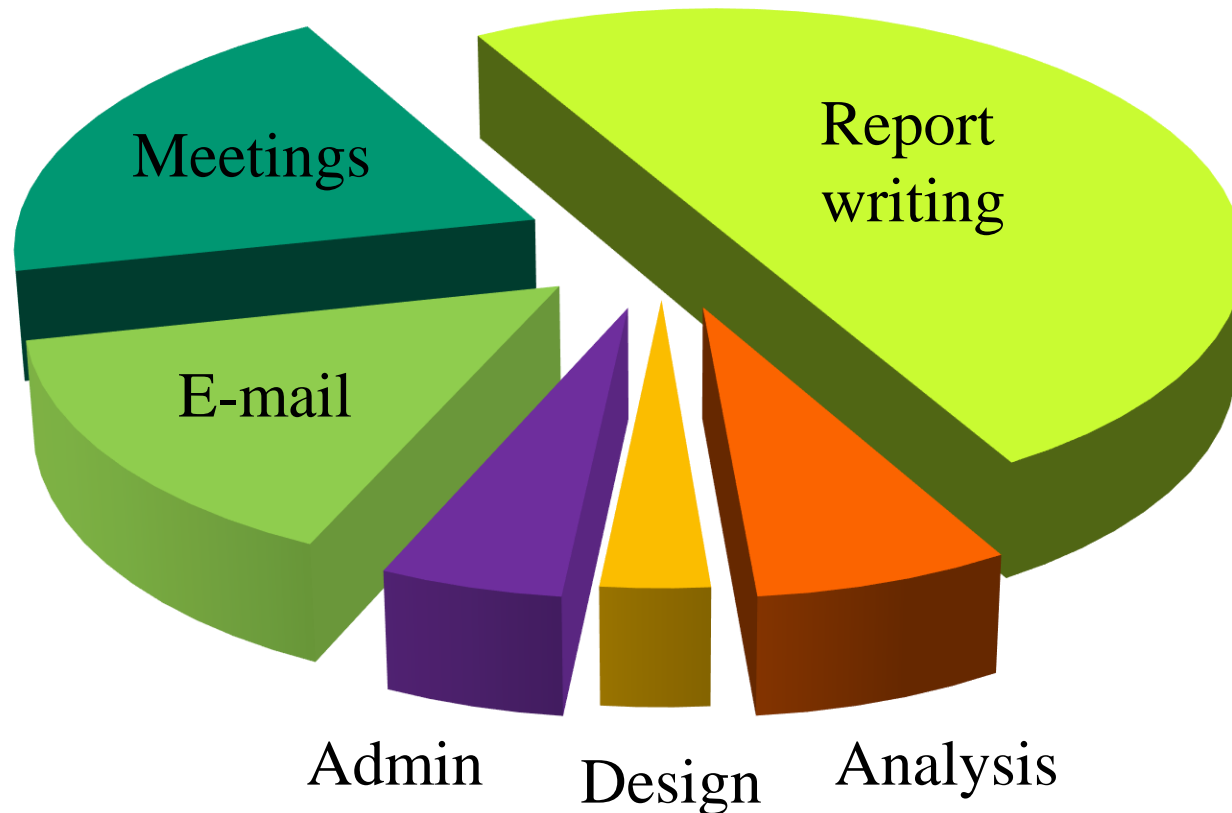 Report
writing
Meetings
E-mail
Admin
Design
Analysis